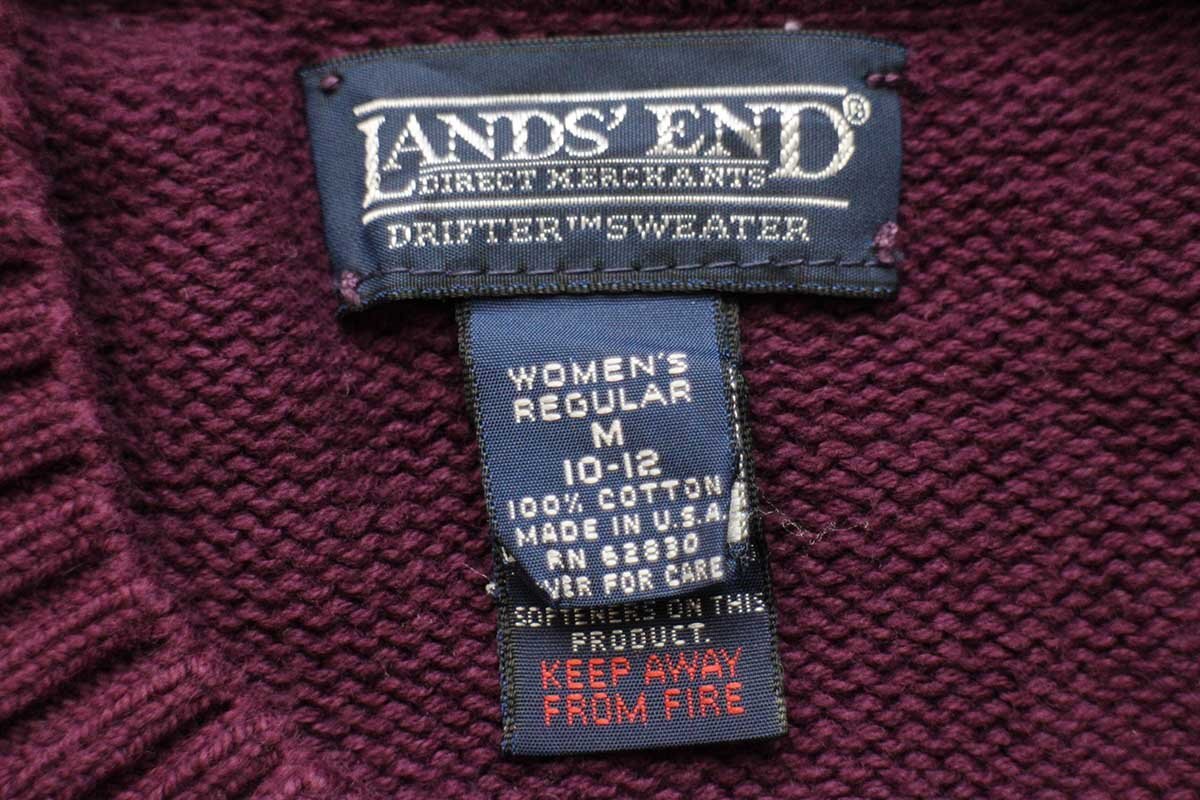 LANDS' END®
DIRECT MERCHANTS
DRIFTER™ SWEATER
WOMEN'S
REGULAR
M
10-12
100% COTTON
MADE IN U.S.A.
RN 62830
FOR CARE
SOFTENERS ON THIS
PRODUCT.
KEEP AWAY
FROM FIRE